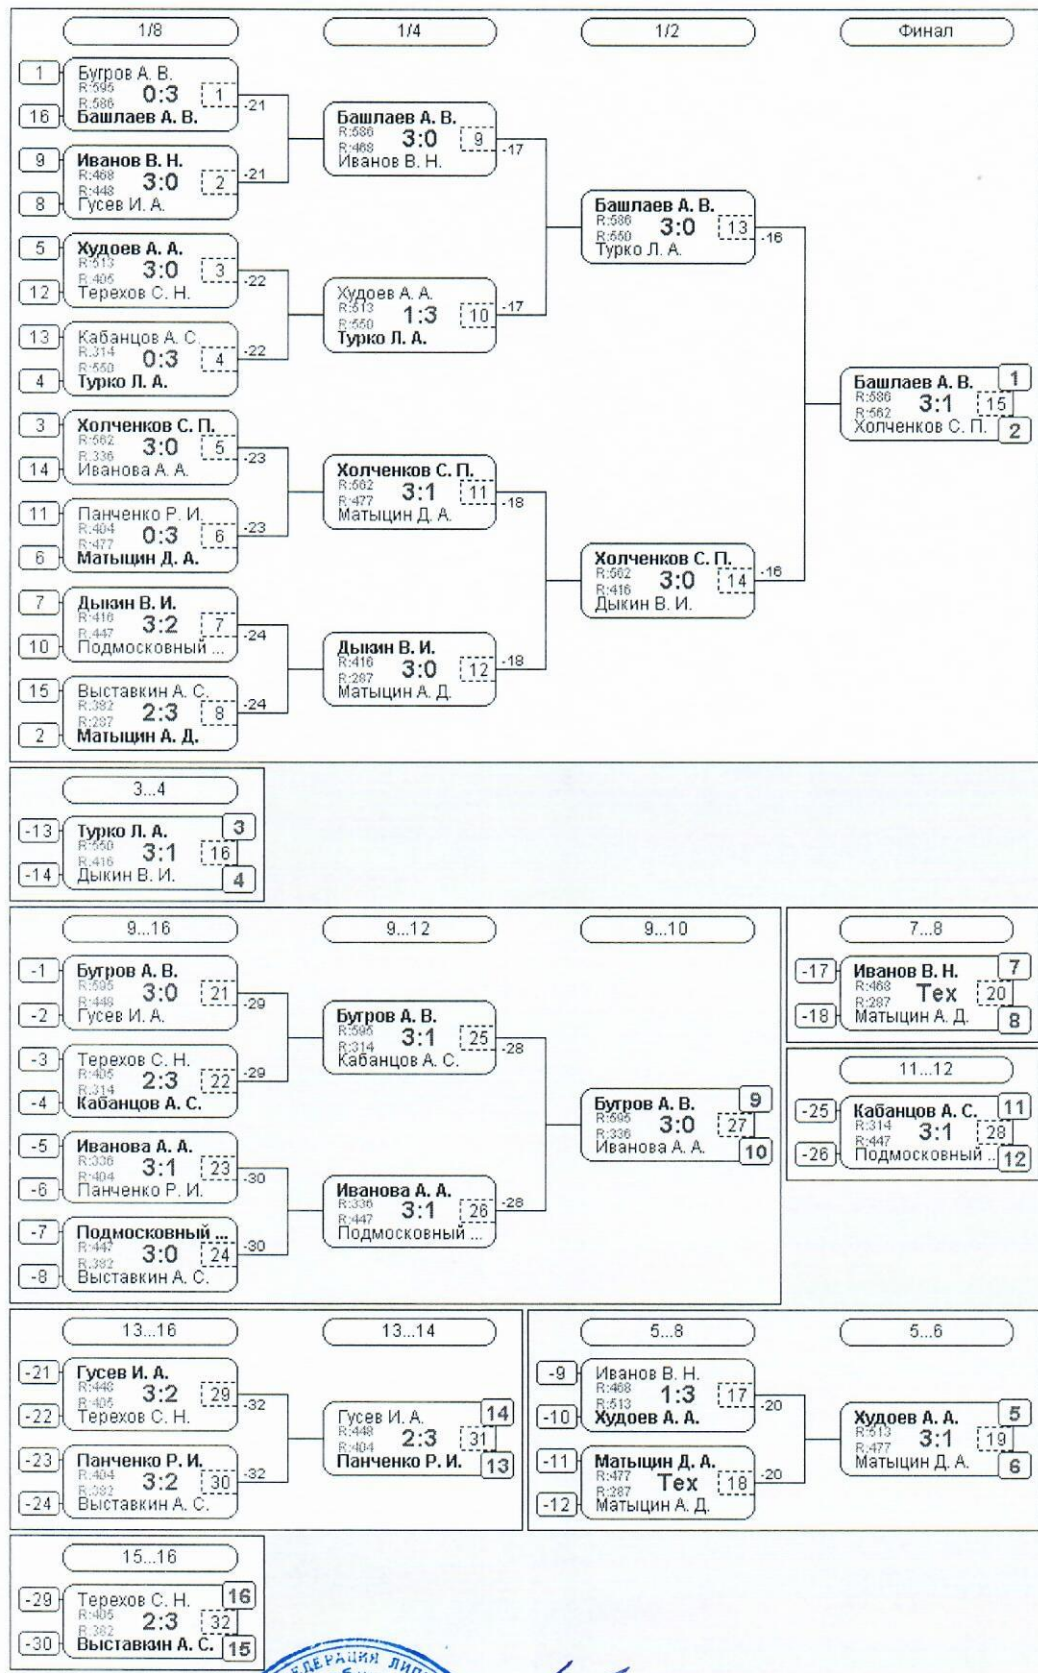 1/8
1/4
1/2
Финал
1
Бугров А. В.
R:595
R:586
0:3
1
-21
16
Башлаев А. В.
9
Иванов В. Н.
R:468
R:448
3:0
2
-21
8
Гусев И. А.
5
Худоев А. А.
R:513
R:405
3:0
3
-22
12
Терехов С. Н.
13
Кабанцов А. С.
R:314
R:550
0:3
4
-22
4
Турко Л. А.
3
Холченков С. П.
R:562
R:336
3:0
5
-23
14
Иванова А. А.
11
Панченко Р. И.
R:404
R:477
0:3
6
-23
6
Матыцин Д. А.
7
Дыкин В. И.
R:416
R:447
3:2
7
-24
10
Подмосковный ...
15
Выставкин А. С.
R:382
R:287
2:3
8
-24
2
Матыцин А. Д.
Башлаев А. В.
R:586
R:468
3:0
9
-17
Иванов В. Н.
Худоев А. А.
R:513
R:550
1:3
10
-17
Турко Л. А.
Холченков С. П.
R:562
R:477
3:1
11
-18
Матыцин Д. А.
Дыкин В. И.
R:416
R:287
3:0
12
-18
Матыцин А. Д.
Башлаев А. В.
R:586
R:550
3:0
13
-16
Турко Л. А.
Холченков С. П.
R:562
R:416
3:0
14
-16
Дыкин В. И.
Башлаев А. В.
1
R:586
R:562
3:1
15
Холченков С. П.
2
3...4
-13
Турко Л. А.
3
R:550
R:416
3:1
16
-14
Дыкин В. И.
4
9...16
9...12
9...10
-1
Бугров А. В.
R:595
R:448
3:0
21
-29
-2
Гусев И. А.
-3
Терехов С. Н.
R:405
R:314
2:3
22
-29
-4
Кабанцов А. С.
-5
Иванова А. А.
R:336
R:404
3:1
23
-30
-6
Панченко Р. И.
-7
Подмосковный ...
R:447
R:382
3:0
24
-30
-8
Выставкин А. С.
Бугров А. В.
R:595
R:314
3:1
25
-28
Кабанцов А. С.
Иванова А. А.
R:336
R:447
3:1
26
-28
Подмосковный ...
Бугров А. В.
9
R:595
R:336
3:0
27
Иванова А. А.
10
7...8
-17
Иванов В. Н.
7
R:468
R:287
Тех
20
-18
Матыцин А. Д.
8
11...12
-25
Кабанцов А. С.
11
R:314
R:447
3:1
28
-26
Подмосковный ...
12
13...16
13...14
-21
Гусев И. А.
R:448
R:405
3:2
29
-32
-22
Терехов С. Н.
-23
Панченко Р. И.
R:404
R:382
3:2
30
-32
-24
Выставкин А. С.
Гусев И. А.
14
R:448
R:404
2:3
31
Панченко Р. И.
13
5...8
5...6
-9
Иванов В. Н.
R:468
R:513
1:3
17
-20
-10
Худоев А. А.
-11
Матыцин Д. А.
R:477
R:287
Тех
18
-20
-12
Матыцин А. Д.
Худоев А. А.
5
R:513
R:477
3:1
19
Матыцин Д. А.
6
15...16
-29
Терехов С. Н.
16
R:405
R:382
2:3
32
-30
Выставкин А. С.
15